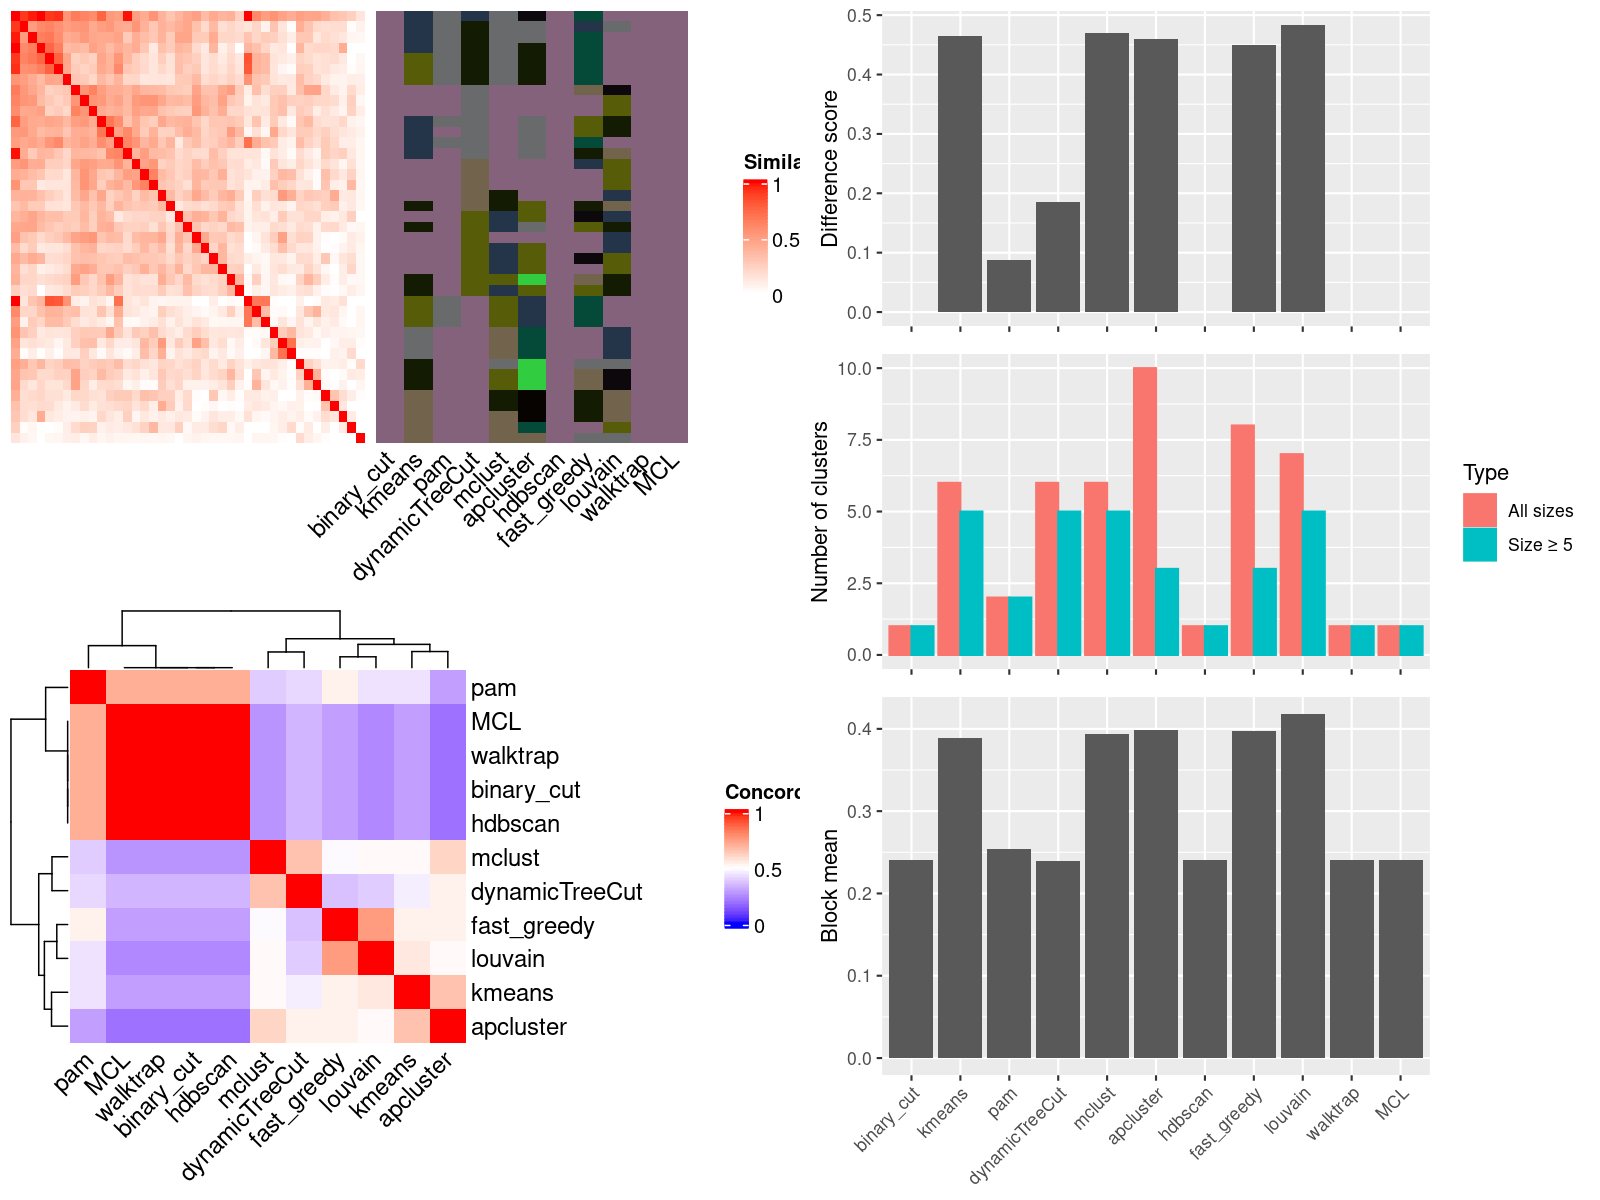 Simila
1
0.5
0
binary_cut
kmeans
pam
dynamicTreeCut
mclust
apcluster
hdbscan
fast_greedy
louvain
walktrap
MCL
pam
MCL
walktrap
binary_cut
hdbscan
mclust
dynamicTreeCut
fast_greedy
louvain
kmeans
apcluster
pam
MCL
walktrap
binary_cut
hdbscan
mclust
dynamicTreeCut
fast_greedy
louvain
kmeans
apcluster
Concord
1
0.5
0
Difference score
0.5
0.4
0.3
0.2
0.1
0.0
Number of clusters
10.0
7.5
5.0
2.5
0.0
Type
All sizes
Size ≥ 5
Block mean
0.4
0.3
0.2
0.1
0.0
binary_cut
kmeans
pam
dynamicTreeCut
mclust
apcluster
hdbscan
fast_greedy
louvain
walktrap
MCL